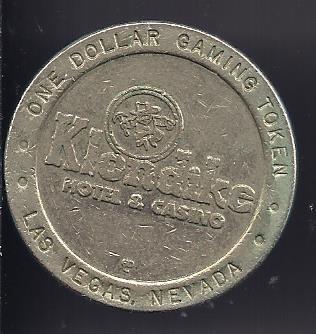 ONE DOLLAR GAMING TOKEN
Klondike
HOTEL & CASINO
LAS VEGAS, NEVADA